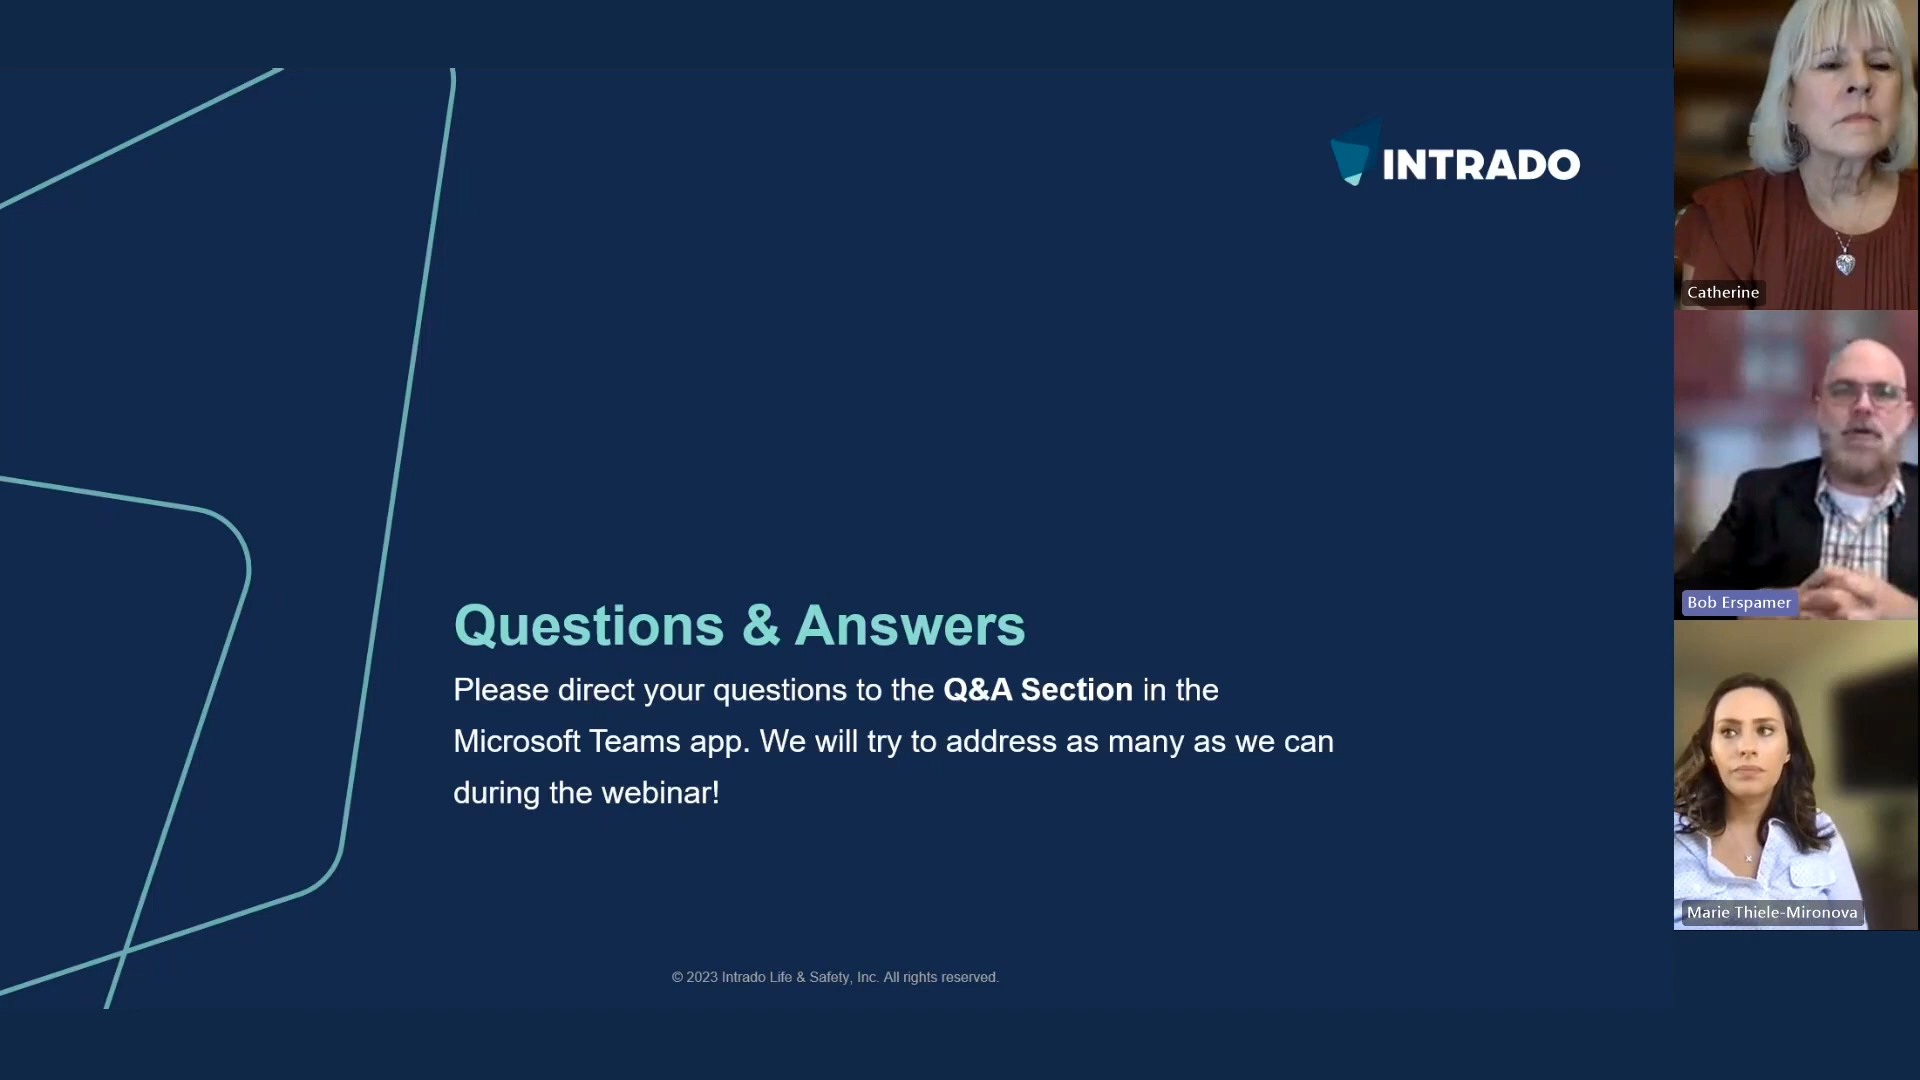 INTRADO
Questions & Answers
Please direct your questions to the Q&A Section in the
Microsoft Teams app. We will try to address as many as we can
during the webinar!
© 2023 Intrado Life & Safety, Inc. All rights reserved.
Catherine
Bob Erspamer
Marie Thiele-Mironova